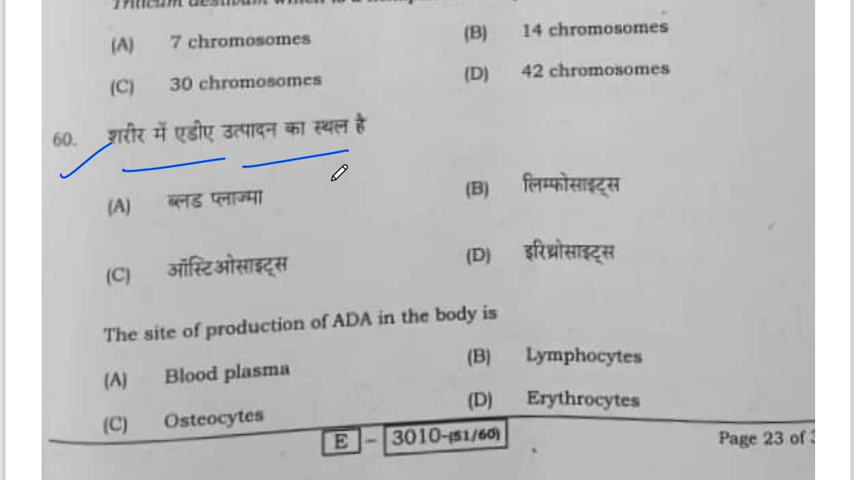 (A) 7 chromosomes (B) 14 chromosomes
(C) 30 chromosomes (D) 42 chromosomes
60. शरीर में एडीए उत्पादन का स्थल है
(A) ब्लड प्लाज्मा (B) लिम्फोसाइट्स
(C) ऑस्टिओसाइट्स (D) इरिथ्रोसाइट्स
The site of production of ADA in the body is
(A) Blood plasma (B) Lymphocytes
(C) Osteocytes (D) Erythrocytes
E – 3010-(51/60) Page 23 of